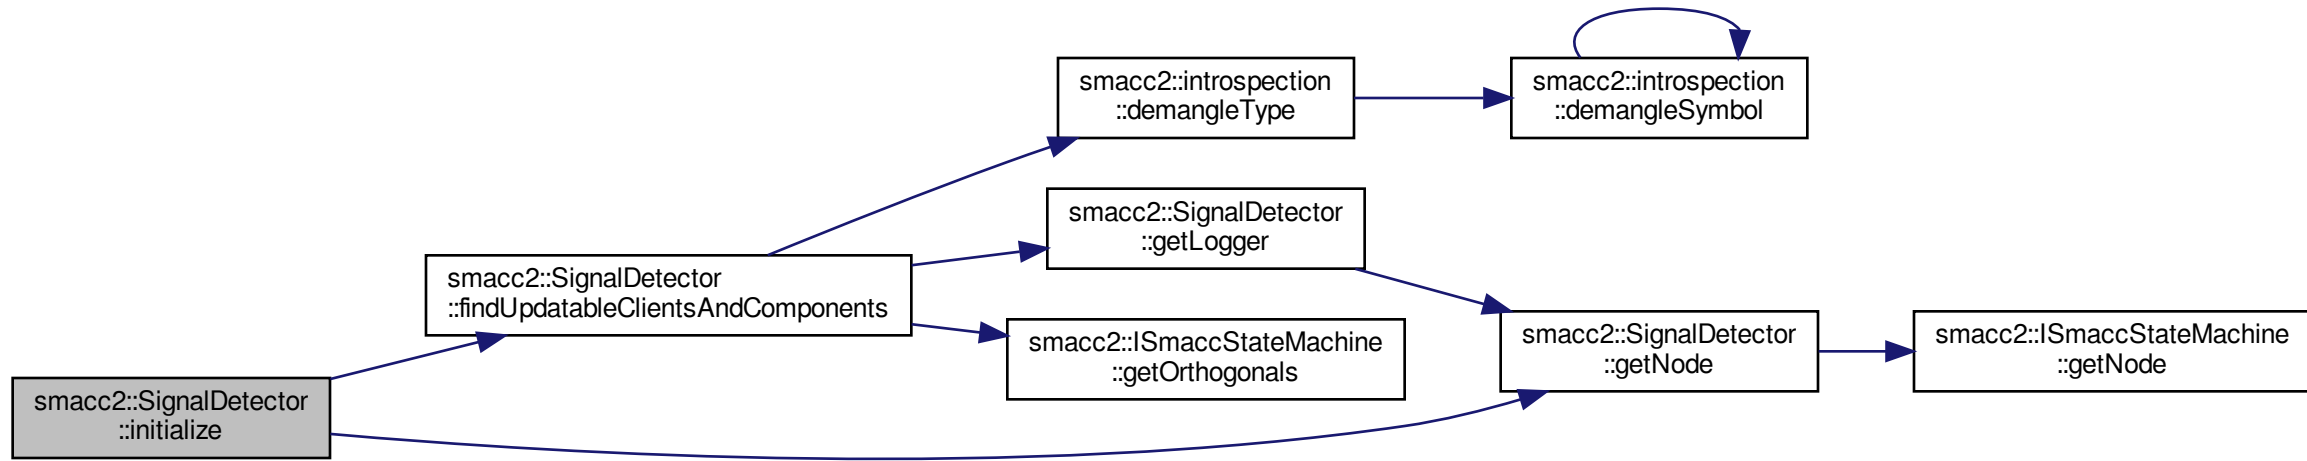 smacc2::introspection
::demangleType
smacc2::introspection
::demangleSymbol
smacc2::SignalDetector
::getLogger
smacc2::SignalDetector
::findUpdatableClientsAndComponents
smacc2::ISmaccStateMachine
::getOrthogonals
smacc2::SignalDetector
::getNode
smacc2::ISmaccStateMachine
::getNode
smacc2::SignalDetector
::initialize